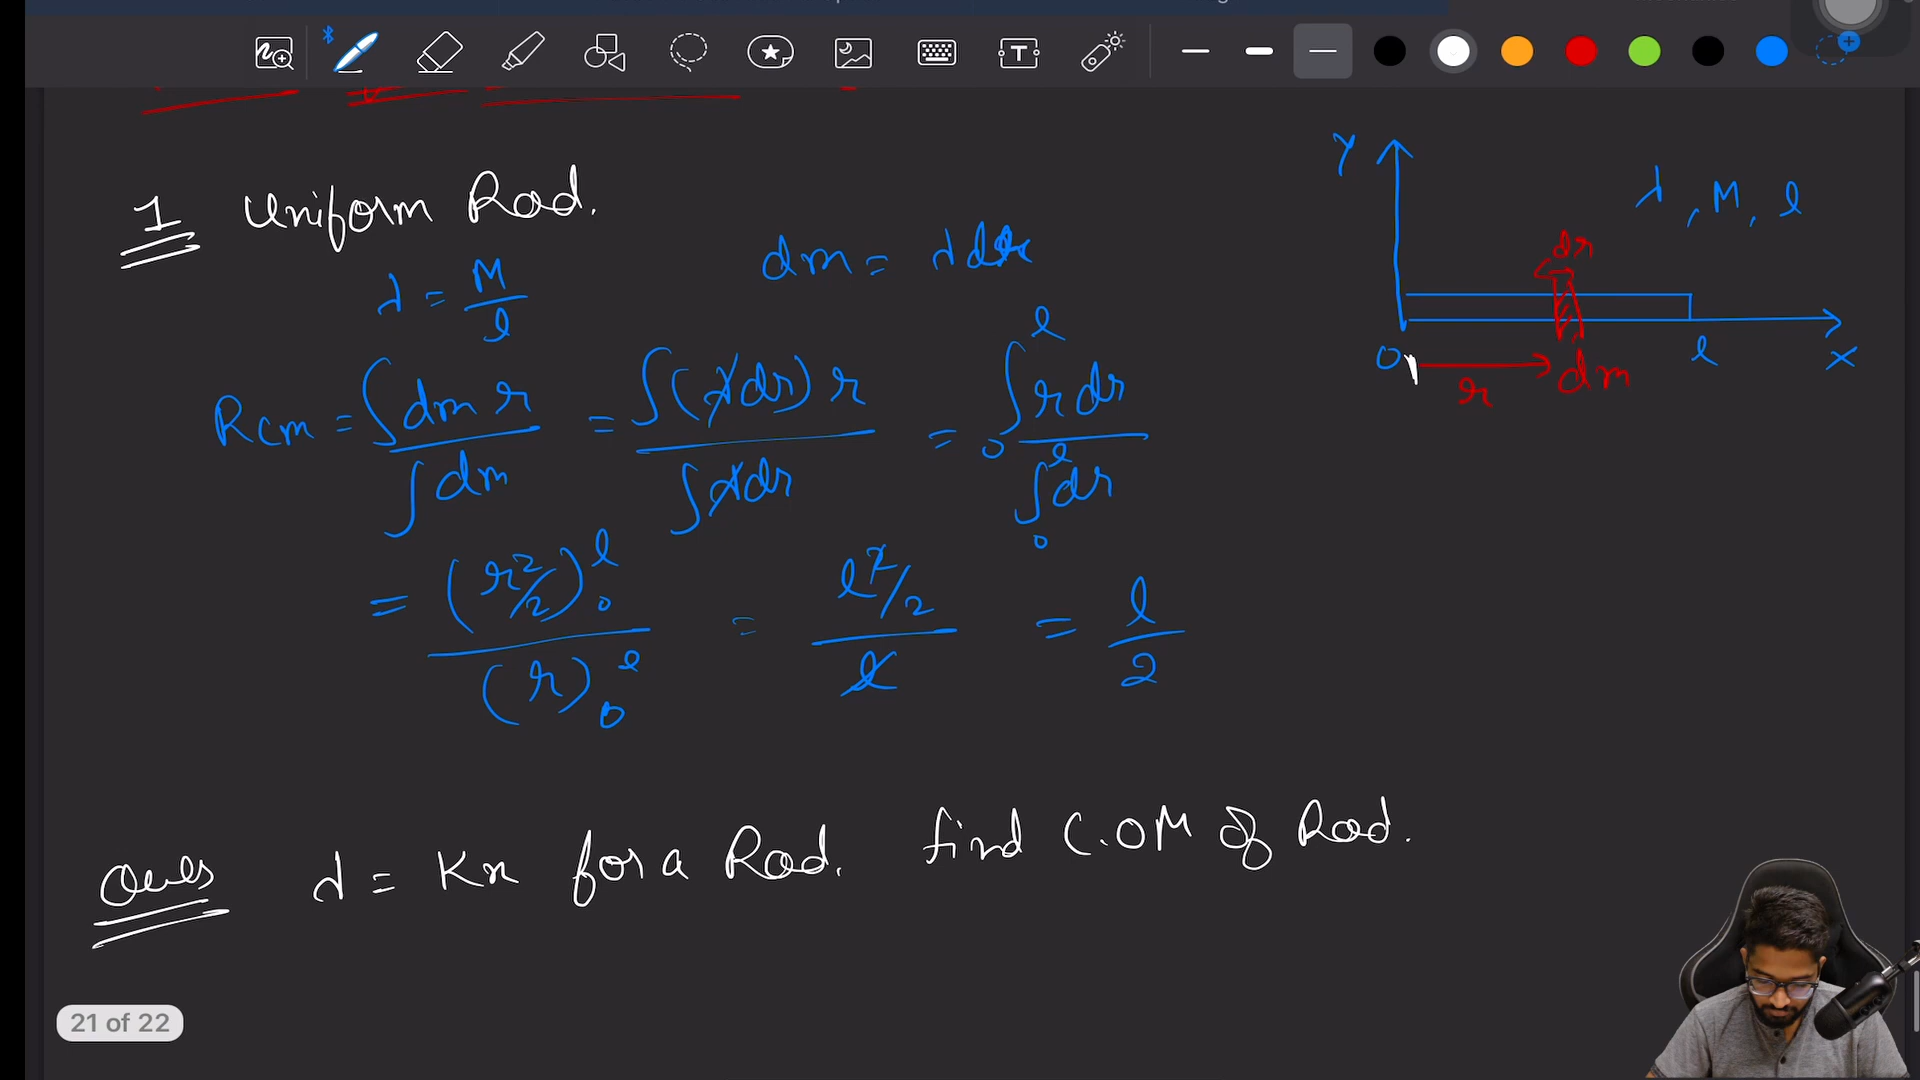 1 Uniform Rod.
λ = M/l
dm = λdr
Rcm = ∫dm r / ∫dm = ∫(λdr) r / ∫λdr = ∫₀ˡ r dr / ∫₀ˡ dr
= (r²/2)₀ˡ / (r)₀ˡ = l²/2 / l = l/2
Y
λ, M, l
dr
O
r
dm
l
X
Ques λ = Kx for a Rod. find C.OM of Rod.
21 of 22